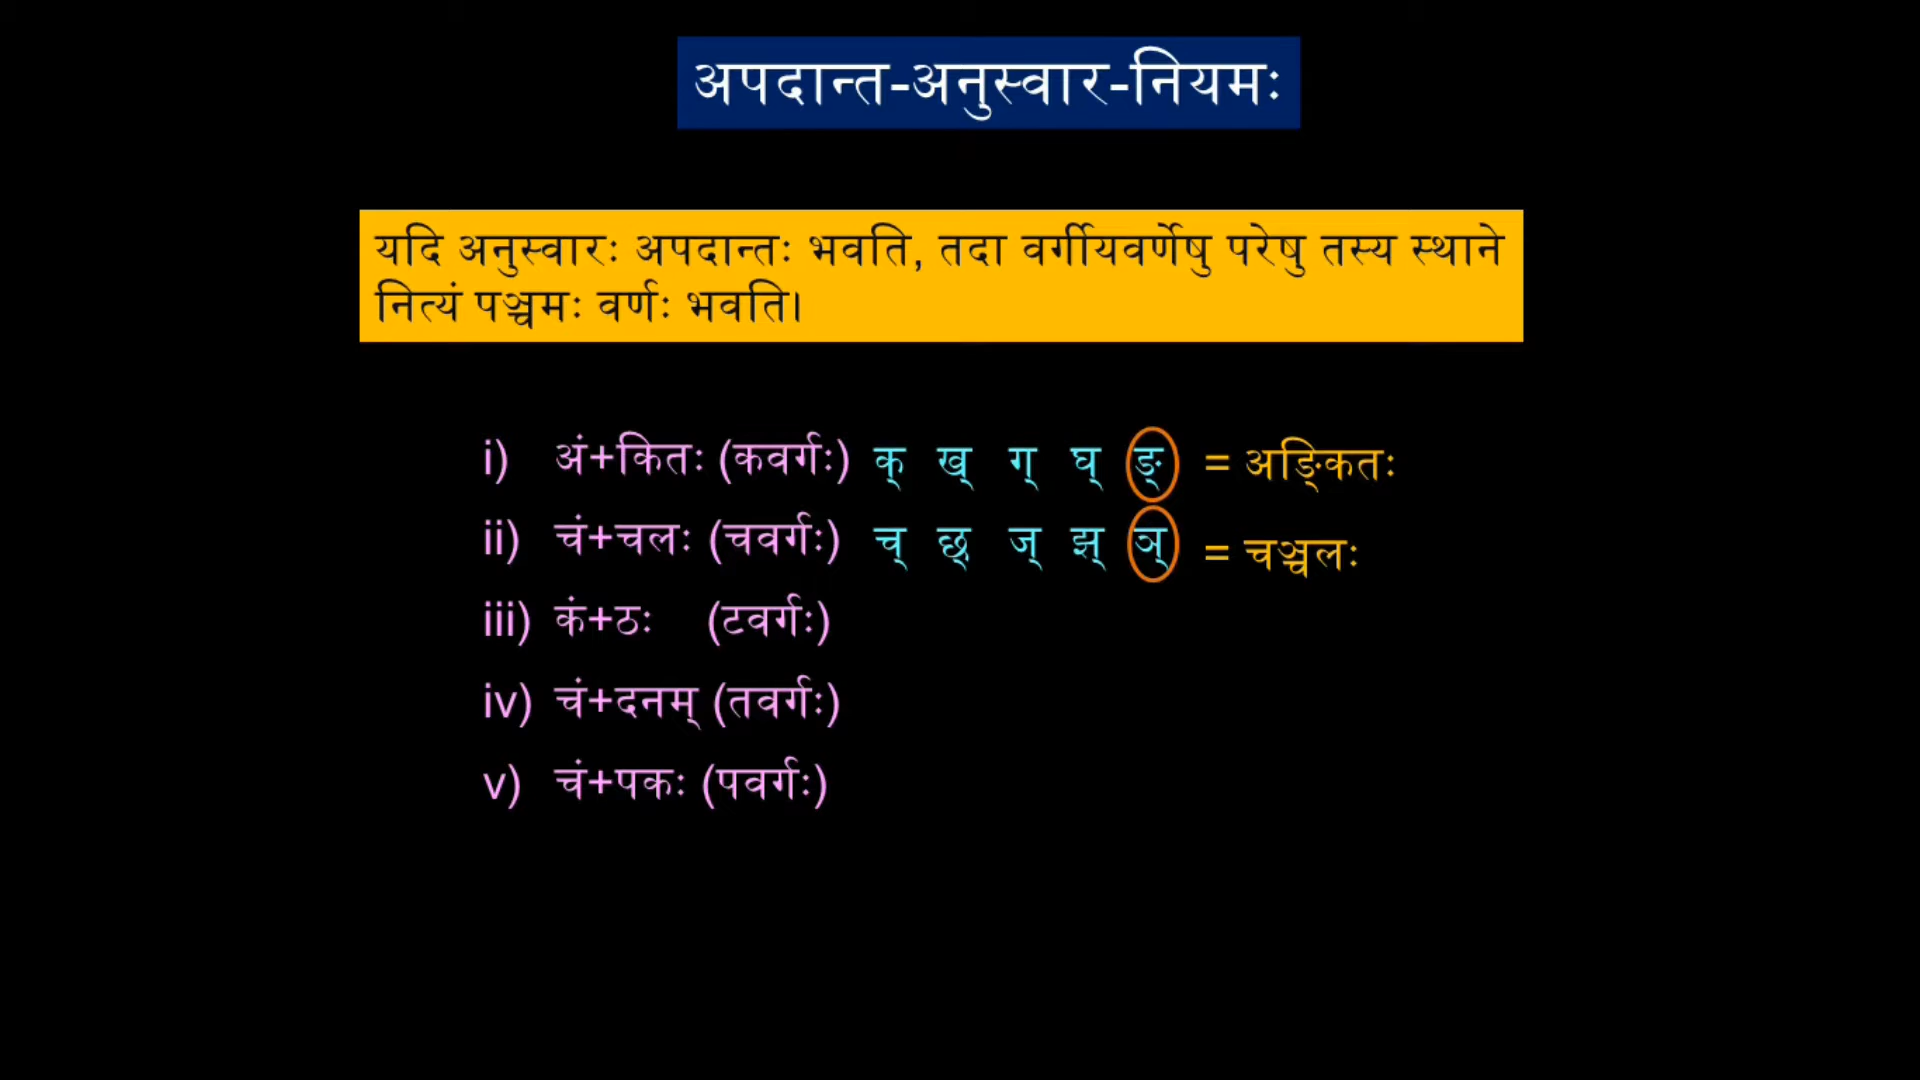 अपदान्त-अनुस्वार-नियमः
यदि अनुस्वारः अपदान्तः भवति, तदा वर्गीयवर्णेषु परेषु तस्य स्थाने
नित्यं पञ्चमः वर्णः भवति।
i) अं+कितः (कवर्गः) क् ख् ग् घ् ङ् = अङ्कितः
ii) चं+चलः (चवर्गः) च् छ् ज् झ् ञ् = चञ्चलः
iii) कं+ठः (टवर्गः)
iv) चं+दनम् (तवर्गः)
v) चं+पकः (पवर्गः)